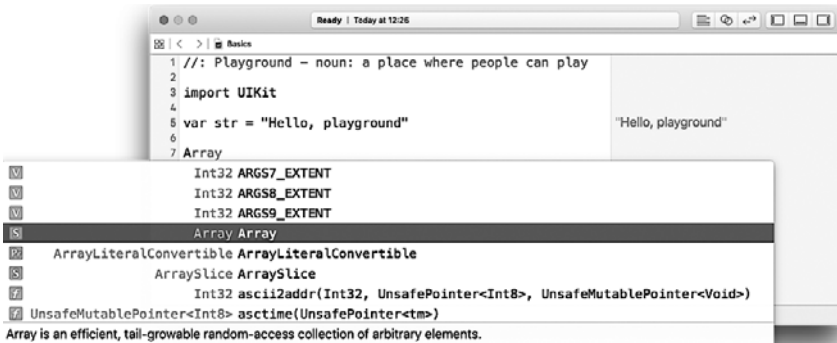 Ready | Today at 12:26
Basics
1 //: Playground – noun: a place where people can play
2
3 import UIKit
4
5 var str = "Hello, playground"
"Hello, playground"
6
7 Array
V Int32 ARGS7_EXTENT
V Int32 ARGS8_EXTENT
V Int32 ARGS9_EXTENT
S Array Array
Pr ArrayLiteralConvertible ArrayLiteralConvertible
S ArraySlice ArraySlice
f Int32 ascii2addr(Int32, UnsafePointer<Int8>, UnsafeMutablePointer<Void>)
f UnsafeMutablePointer<Int8> asctime(UnsafePointer<tm>)
Array is an efficient, tail-growable random-access collection of arbitrary elements.